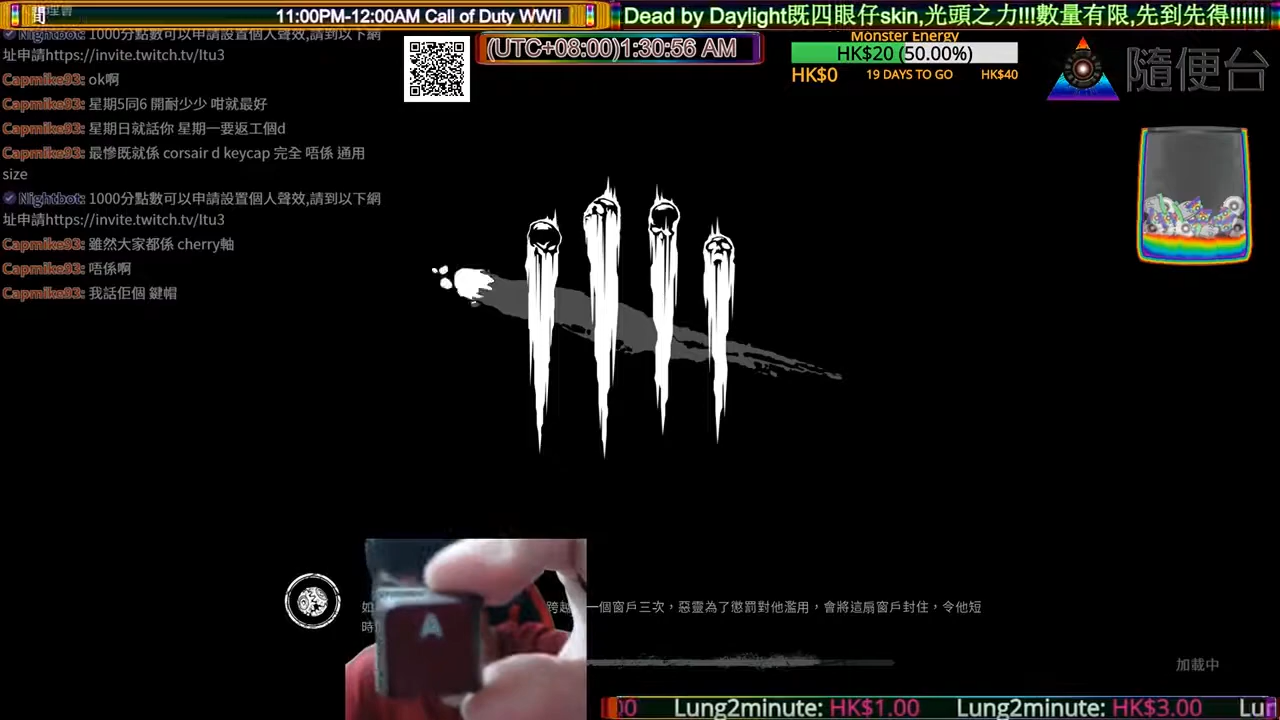 11:00PM-12:00AM Call of Duty WWII
Dead by Daylight既四眼仔skin,光頭之力!!!數量有限,先到先得!!!!!!
Nightbot: 1000分點數可以申請設置個人聲效,請到以下網
址申請https://invite.twitch.tv/ltu3
Capmike93: ok啊
Capmike93: 星期5同6 開耐少少 咁就最好
Capmike93: 星期日就話你 星期一要返工個d
Capmike93: 最慘既就係 corsair d keycap 完全 唔係 通用
size
Nightbot: 1000分點數可以申請設置個人聲效,請到以下網
址申請https://invite.twitch.tv/ltu3
Capmike93: 雖然大家都係 cherry軸
Capmike93: 唔係啊
Capmike93: 我話佢個 鍵帽
(UTC+08:00)1:30:56 AM
Monster Energy
HK$20 (50.00%)
HK$0 19 DAYS TO GO HK$40
隨便台
A
如
跨越 一個窗戶三次，惡靈為了懲罰對他濫用，會將這扇窗戶封住，令他短
時
加載中
00 Lung2minute: HK$1.00 Lung2minute: HK$3.00 Lu